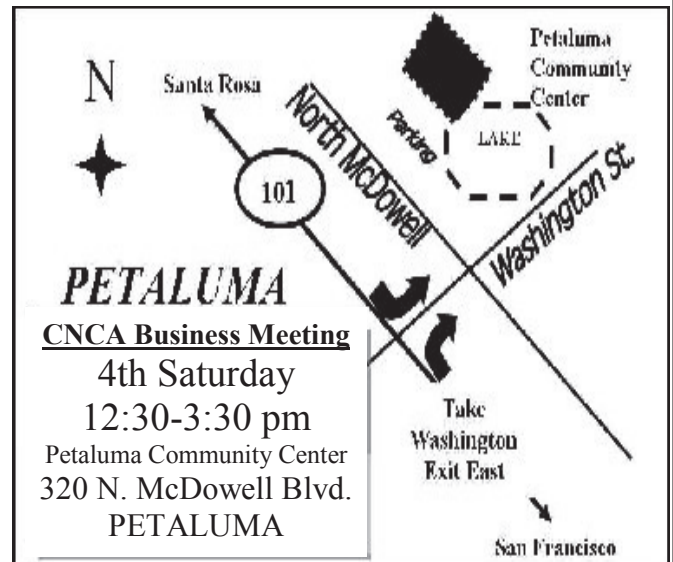 N
Santa Rosa
101
North McDowell
Parking
Petaluma
Community
Center
LAKE
Washington St.
PETALUMA
CNCA Business Meeting
4th Saturday
12:30-3:30 pm
Petaluma Community Center
320 N. McDowell Blvd.
PETALUMA
Take
Washington
Exit East
San Francisco